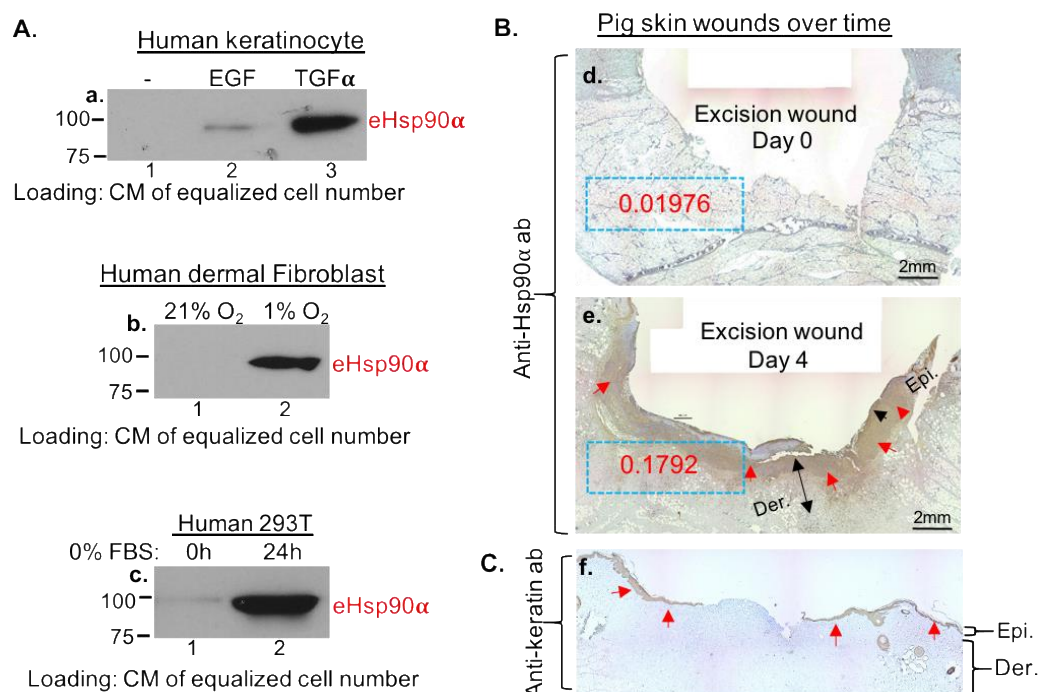 A.
Human keratinocyte
- EGF TGFα
a.
100
eHsp90α
75
1 2 3
Loading: CM of equalized cell number
Human dermal Fibroblast
21% O₂ 1% O₂
b.
100
eHsp90α
75
1 2
Loading: CM of equalized cell number
Human 293T
0% FBS: 0h 24h
c.
100
eHsp90α
75
1 2
Loading: CM of equalized cell number
B.
Pig skin wounds over time
Anti-Hsp90α ab
d.
Excision wound
Day 0
0.01976
2mm
e.
Excision wound
Day 4
Epi.
0.1792
Der.
2mm
C.
Anti-keratin ab
f.
Epi.
Der.